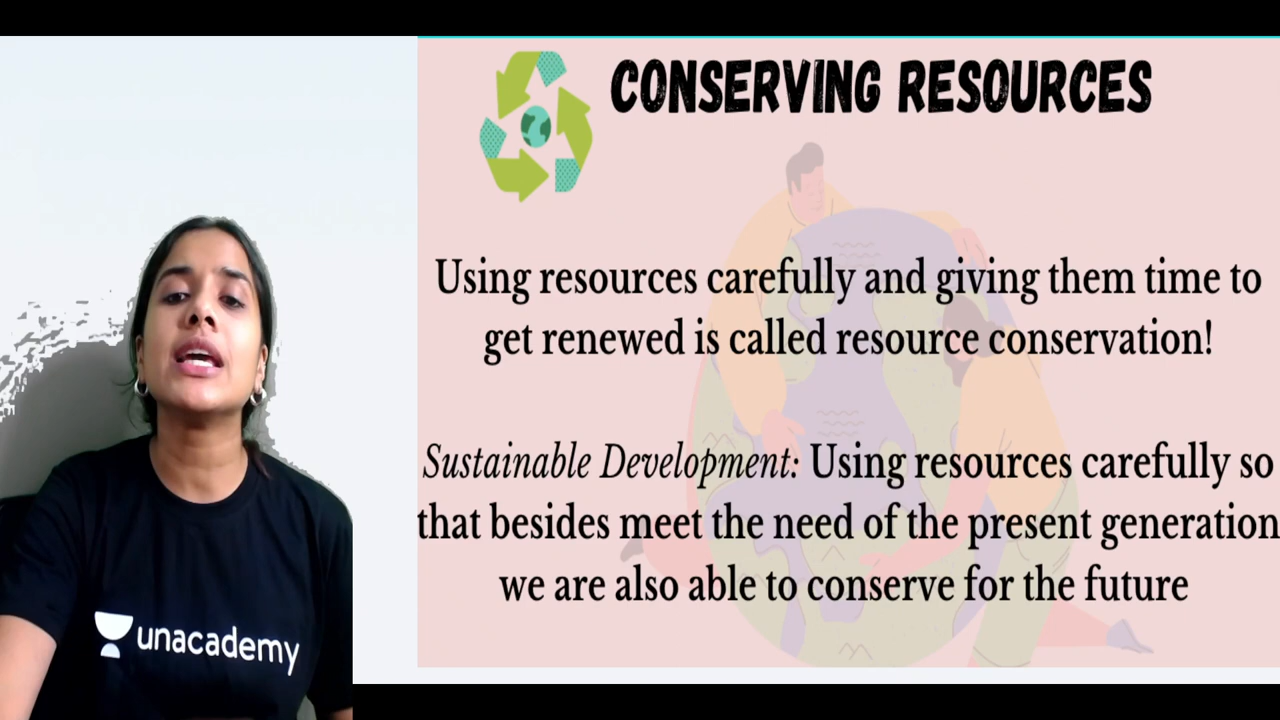 CONSERVING RESOURCES
Using resources carefully and giving them time to
get renewed is called resource conservation!
Sustainable Development: Using resources carefully so
that besides meet the need of the present generation
we are also able to conserve for the future
unacademy